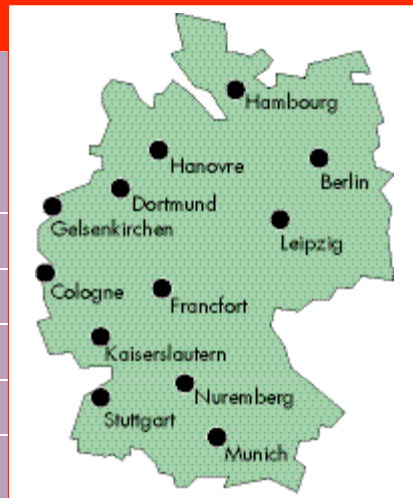 Hambourg
Hanovre
Berlin
Dortmund
Gelsenkirchen
Leipzig
Cologne
Francfort
Kaiserslautern
Nuremberg
Stuttgart
Munich